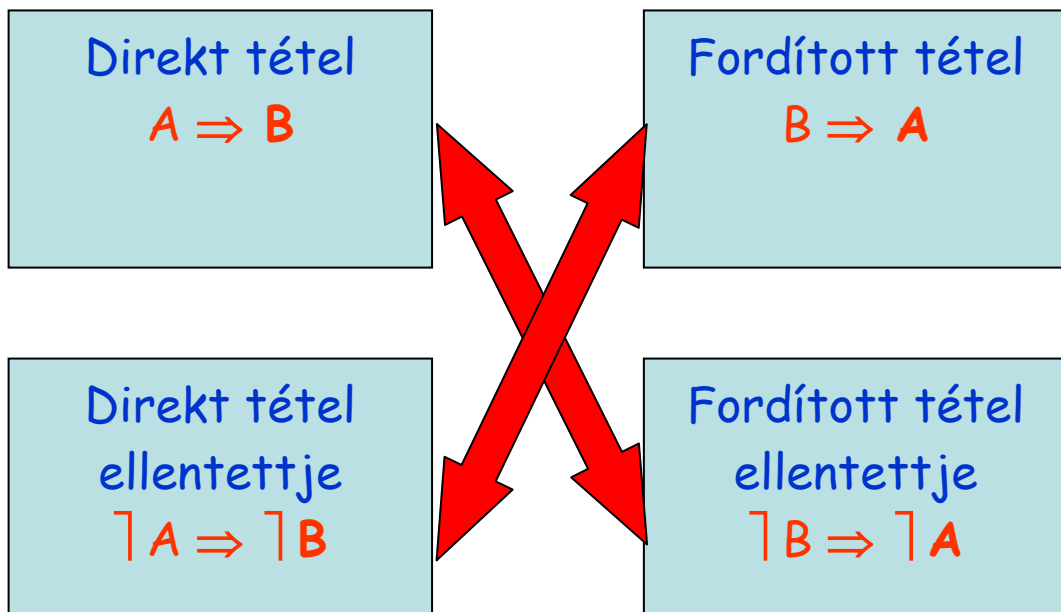 Direkt tétel
A ⇒ B
Fordított tétel
B ⇒ A
Direkt tétel
ellentettje
⏋A ⇒ ⏋B
Fordított tétel
ellentettje
⏋B ⇒ ⏋A